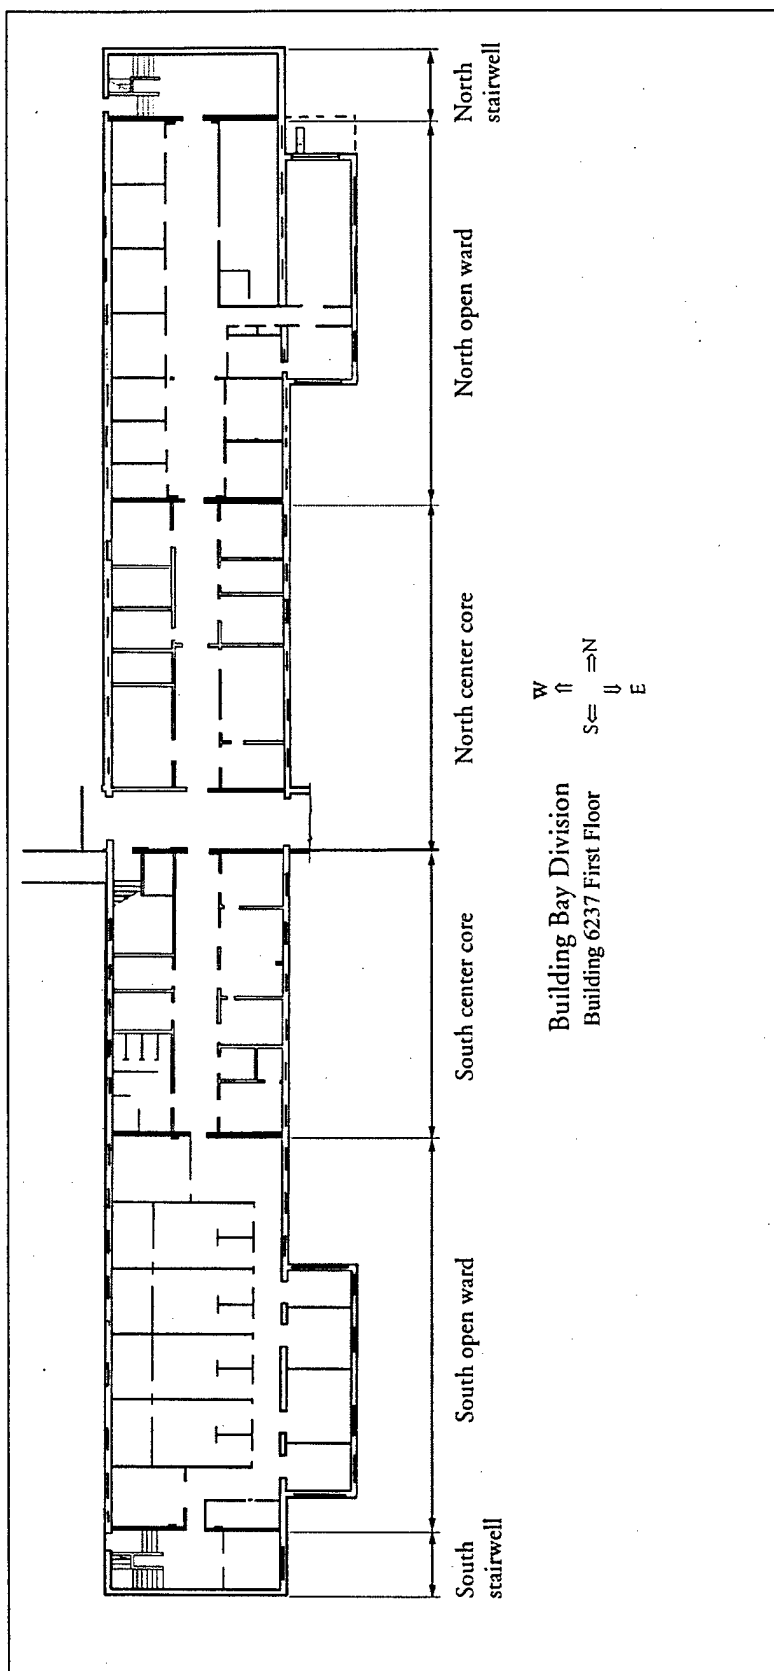 South
stairwell
South open ward
South center core
North center core
North open ward
North
stairwell
Building Bay Division
Building 6237 First Floor
W
⇑
S⇐ ⇒N
⇓
E